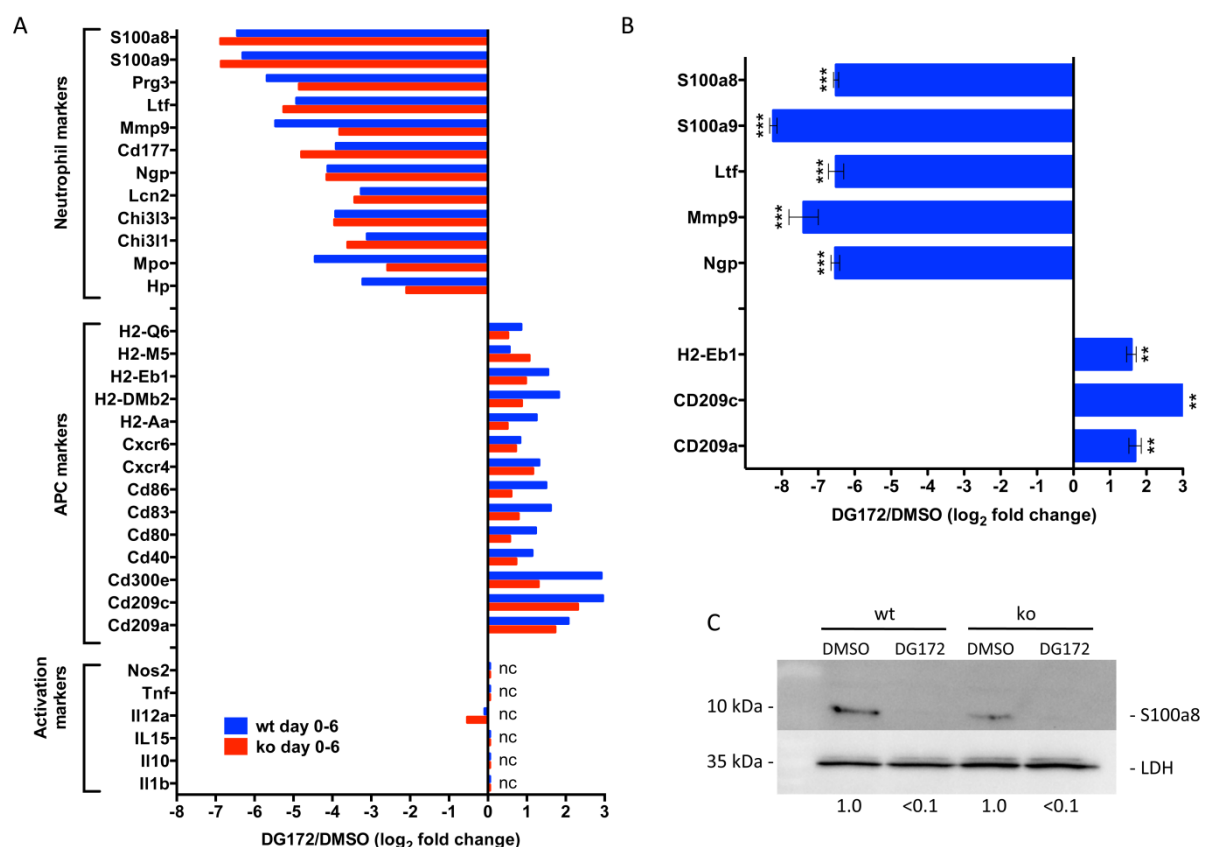 A
Neutrophil markers
S100a8
S100a9
Prg3
Ltf
Mmp9
Cd177
Ngp
Lcn2
Chi3l3
Chi3l1
Mpo
Hp
APC markers
H2-Q6
H2-M5
H2-Eb1
H2-DMb2
H2-Aa
Cxcr6
Cxcr4
Cd86
Cd83
Cd80
Cd40
Cd300e
Cd209c
Cd209a
Activation markers
Nos2 nc
Tnf nc
Il12a nc
IL15 nc
Il10 nc
Il1b nc
wt day 0-6
ko day 0-6
-8 -7 -6 -5 -4 -3 -2 -1 0 1 2 3
DG172/DMSO (log2 fold change)
B
S100a8 ***
S100a9 ***
Ltf ***
Mmp9 ***
Ngp ***
H2-Eb1 **
CD209c **
CD209a **
-8 -7 -6 -5 -4 -3 -2 -1 0 1 2 3
DG172/DMSO (log2 fold change)
C
wt ko
DMSO DG172 DMSO DG172
10 kDa - - S100a8
35 kDa - - LDH
1.0 <0.1 1.0 <0.1